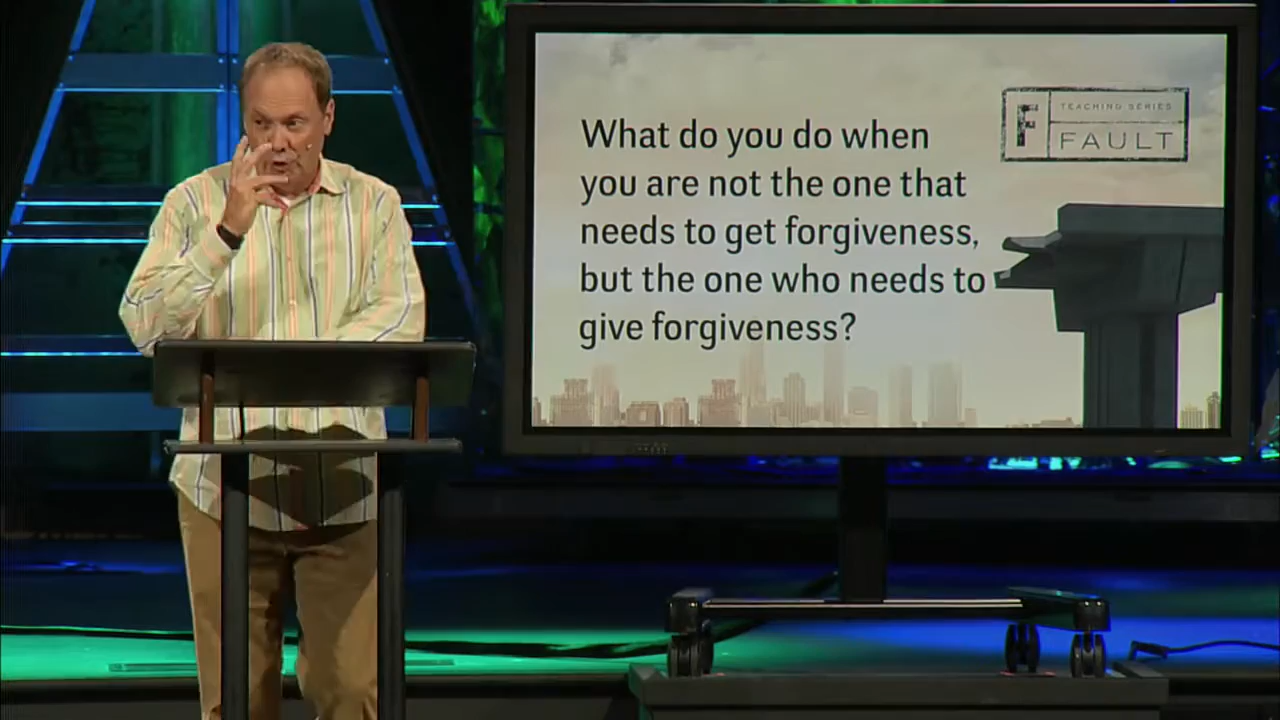 What do you do when
you are not the one that
needs to get forgiveness,
but the one who needs to
give forgiveness?
F
TEACHING SERIES
FAULT